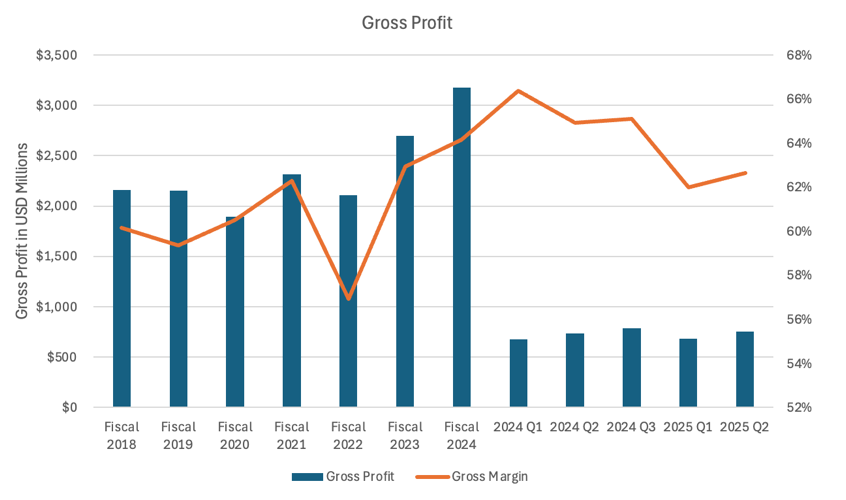 Gross Profit
$3,500
$3,000
$2,500
$2,000
$1,500
$1,000
$500
$0
Gross Profit in USD Millions
68%
66%
64%
62%
60%
58%
56%
54%
52%
Fiscal 2018
Fiscal 2019
Fiscal 2020
Fiscal 2021
Fiscal 2022
Fiscal 2023
Fiscal 2024
2024 Q1
2024 Q2
2024 Q3
2025 Q1
2025 Q2
Gross Profit
Gross Margin